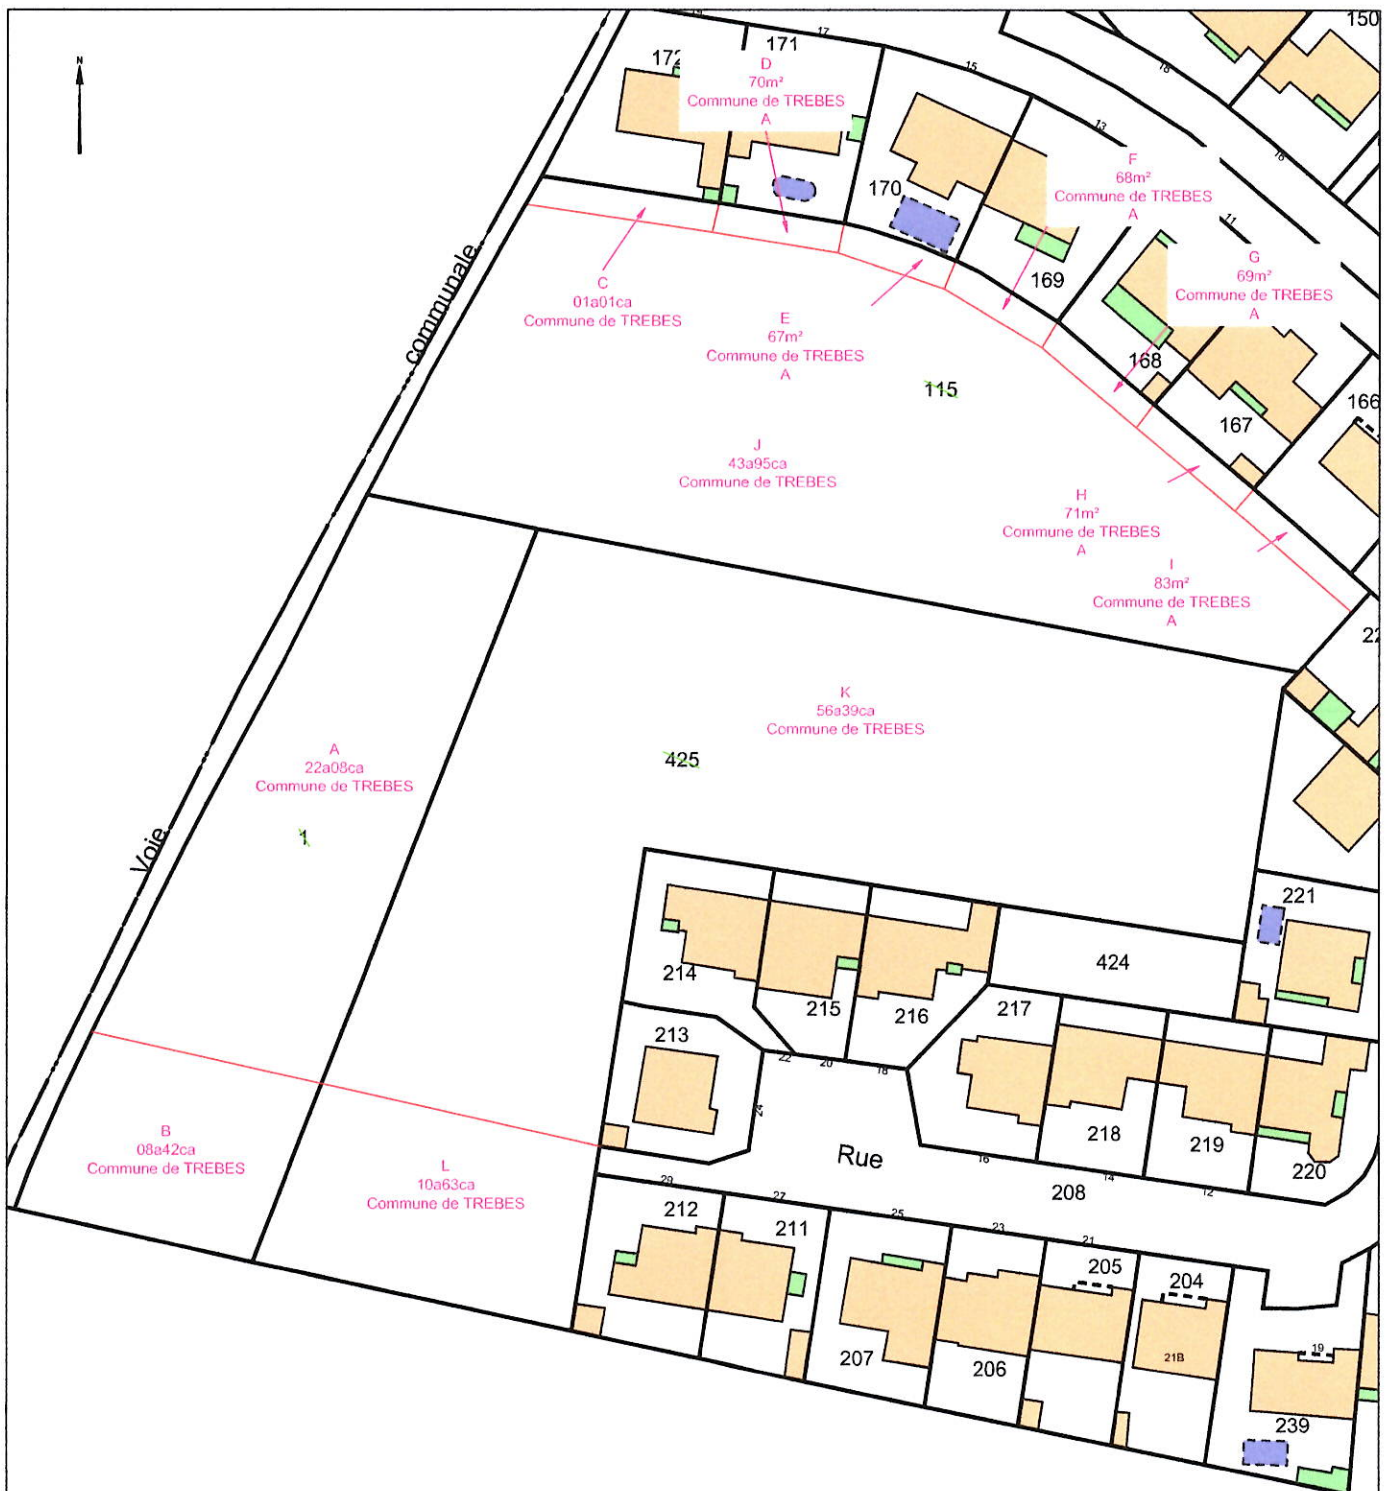 N
150
17
171
172
D
70m²
Commune de TREBES
A
15
18
13
16
F
68m²
Commune de TREBES
A
170
11
169
G
69m²
Commune de TREBES
A
communale
C
01a01ca
Commune de TREBES
E
67m²
Commune de TREBES
A
115
168
167
166
J
43a95ca
Commune de TREBES
H
71m²
Commune de TREBES
A
I
83m²
Commune de TREBES
A
22
K
56a39ca
Commune de TREBES
425
A
22a08ca
Commune de TREBES
1
Voie
221
424
214
215
216
217
213
22
20
18
24
218
219
220
B
08a42ca
Commune de TREBES
L
10a63ca
Commune de TREBES
Rue
16
14
12
208
29
27
25
23
21
212
211
205
204
207
206
21B
19
239